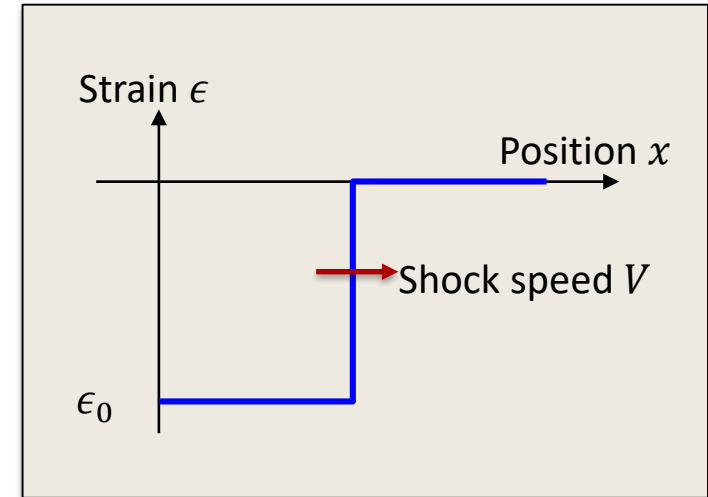 Strain ϵ
Position x
Shock speed V
ϵ₀